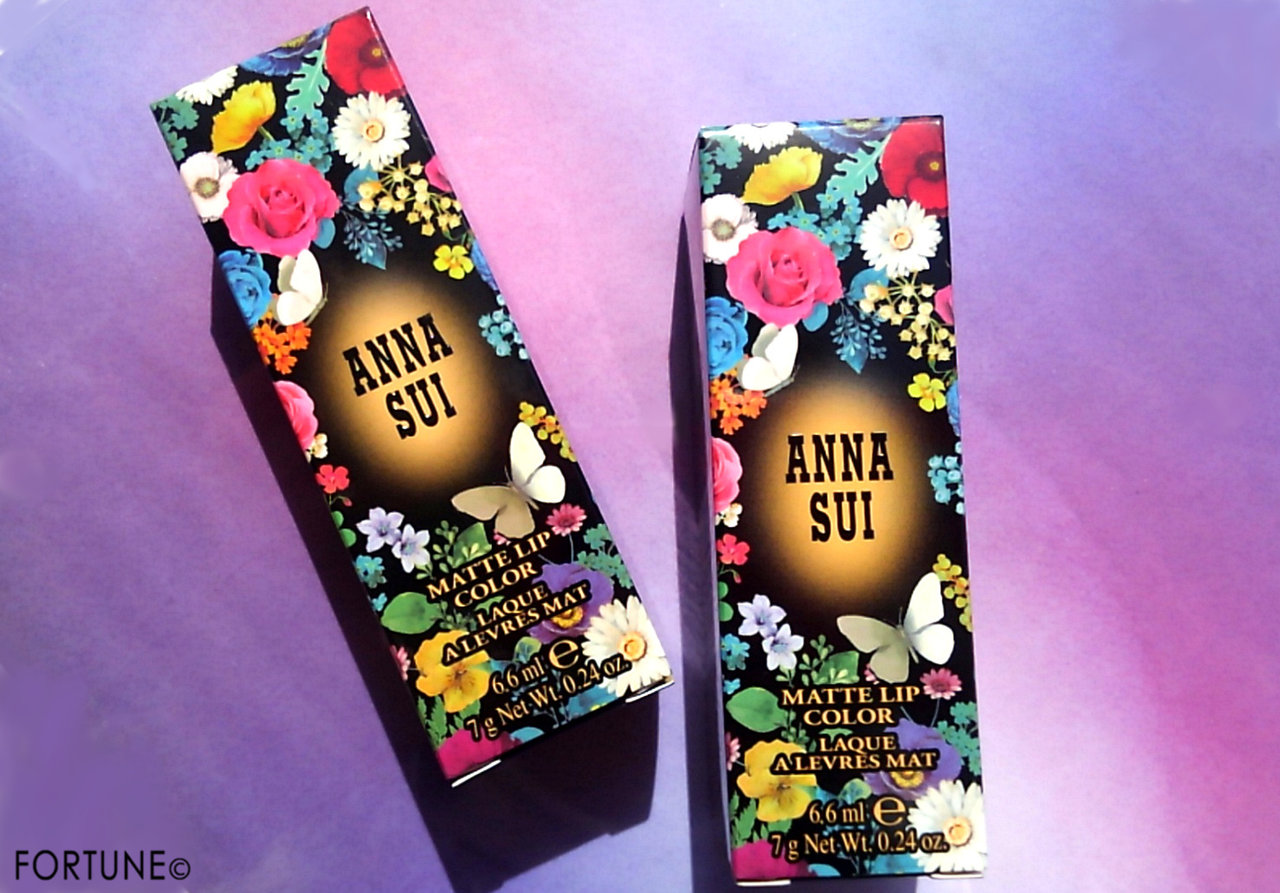 ANNA
SUI
MATTE LIP
COLOR
LAQUE
A LEVRES MAT
6,6 ml e
7 g Net Wt. 0.24 oz.
ANNA
SUI
MATTE LIP
COLOR
LAQUE
A LEVRES MAT
6,6 ml e
7 g Net Wt. 0.24 oz.
FORTUNE©